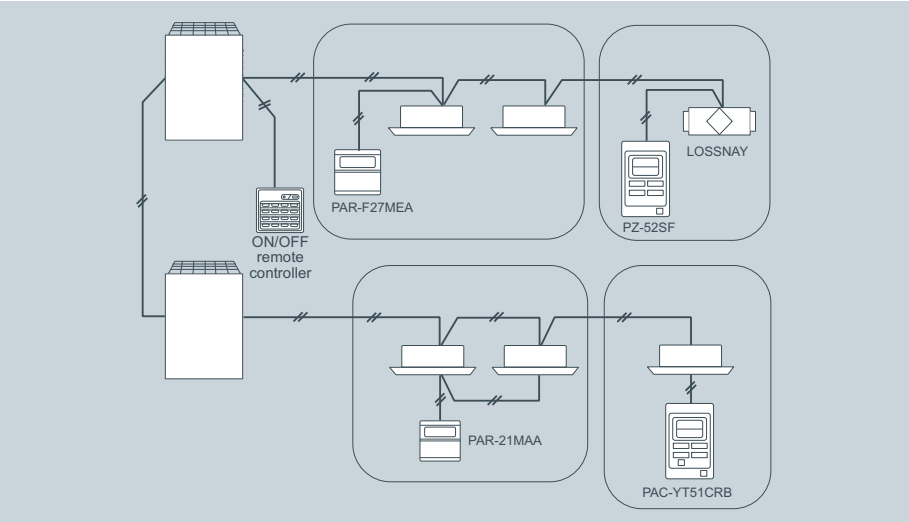 LOSSNAY
PAR-F27MEA
PZ-52SF
ON/OFF
remote
controller
PAR-21MAA
PAC-YT51CRB